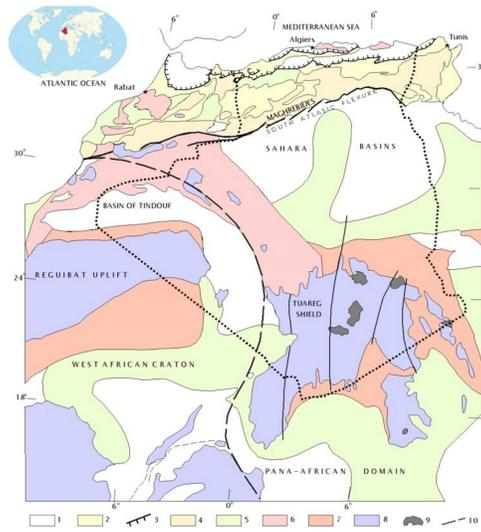 6°
0°
6°
MEDITERRANEAN SEA
Algiers
Tunis
ATLANTIC OCEAN
Rabat
MAGHREBIDES
SOUTH ATLASIC FLEXURE
30°
SAHARA BASINS
BASIN OF TINDOUF
REGUIBAT UPLIFT
24°
TUAREG
SHIELD
WEST AFRICAN CRATON
18°
PANA-AFRICAN DOMAIN
6° 0° 6°
1 2 3 4 5 6 7 8 9 10